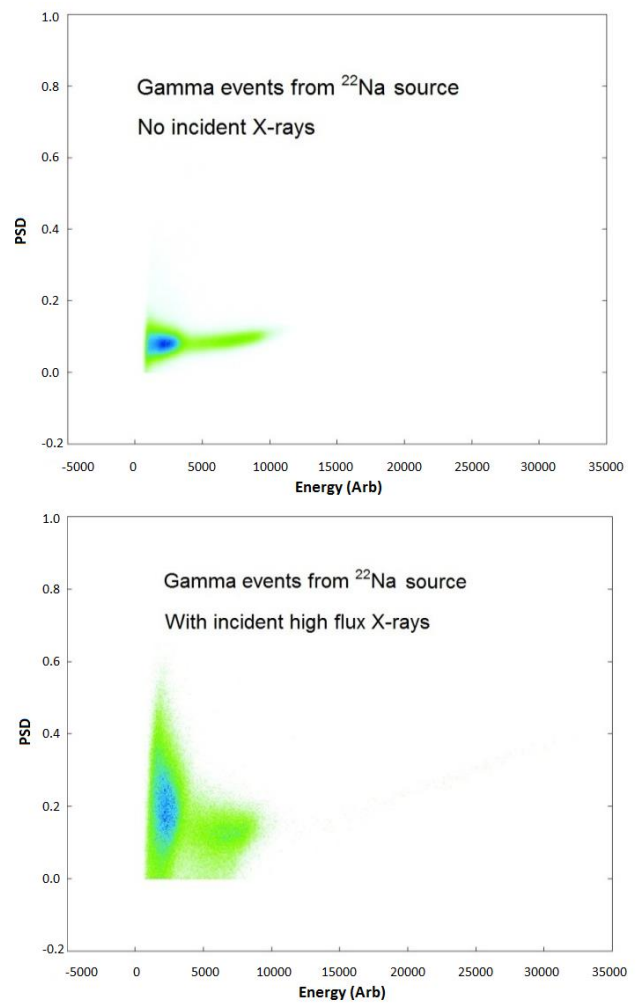 1.0
Gamma events from ²²Na source
0.8
No incident X-rays
0.6
PSD
0.4
0.2
0.0
-0.2
-5000 0 5000 10000 15000 20000 25000 30000 35000
Energy (Arb)
1.0
Gamma events from ²²Na source
0.8
With incident high flux X-rays
0.6
PSD
0.4
0.2
0.0
-0.2
-5000 0 5000 10000 15000 20000 25000 30000 35000
Energy (Arb)